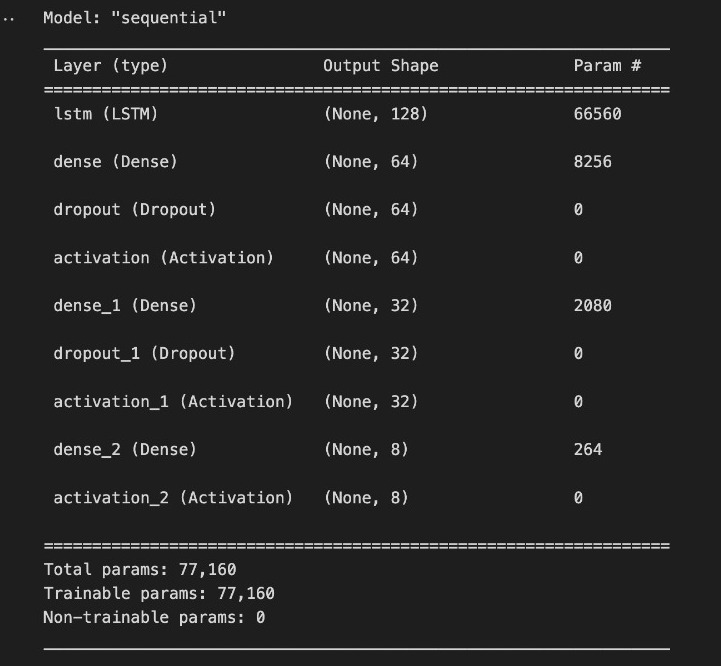 Model: "sequential"
Layer (type) Output Shape Param #
lstm (LSTM) (None, 128) 66560
dense (Dense) (None, 64) 8256
dropout (Dropout) (None, 64) 0
activation (Activation) (None, 64) 0
dense_1 (Dense) (None, 32) 2080
dropout_1 (Dropout) (None, 32) 0
activation_1 (Activation) (None, 32) 0
dense_2 (Dense) (None, 8) 264
activation_2 (Activation) (None, 8) 0
Total params: 77,160
Trainable params: 77,160
Non-trainable params: 0